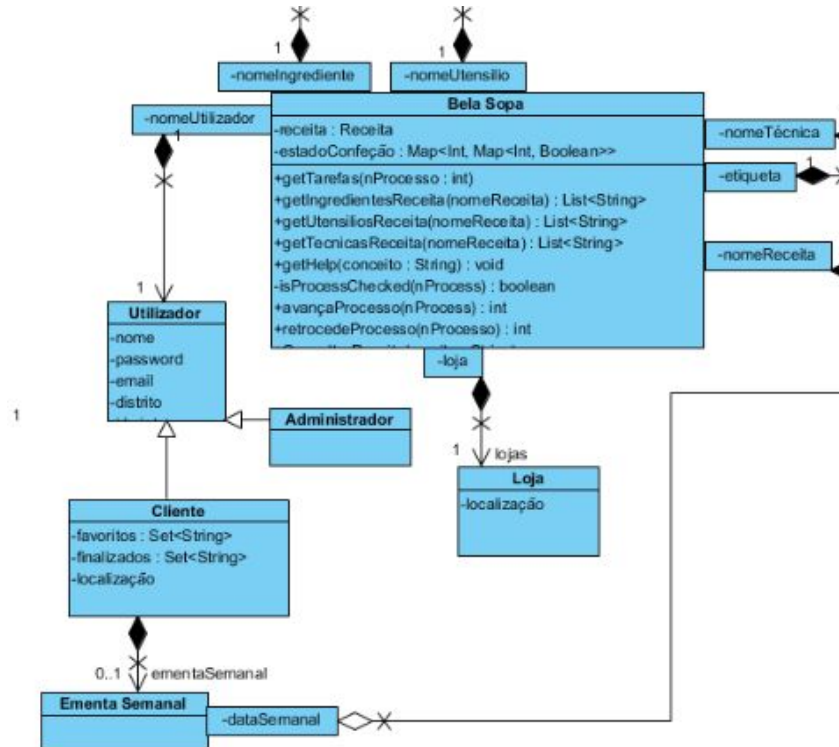 1
1
-nomeIngrediente
-nomeUtensilio
Bela Sopa
-nomeUtilizador
1
-receita : Receita
-estadoConfeção : Map<Int, Map<Int, Boolean>>
-nomeTécnica
1
-etiqueta
+getTarefas(nProcesso : int)
+getIngredientesReceita(nomeReceita) : List<String>
+getUtensiliosReceita(nomeReceita) : List<String>
+getTecnicasReceita(nomeReceita) : List<String>
+getHelp(conceito : String) : void
-isProcessChecked(nProcess) : boolean
+avançaProcesso(nProcess) : int
+retrocedeProcesso(nProcesso) : int
-nomeReceita
-loja
1
Utilizador
-nome
-password
-email
-distrito
1
Administrador
1
lojas
Loja
-localização
Cliente
-favoritos : Set<String>
-finalizados : Set<String>
-localização
0..1
ementaSemanal
Ementa Semanal
-dataSemanal